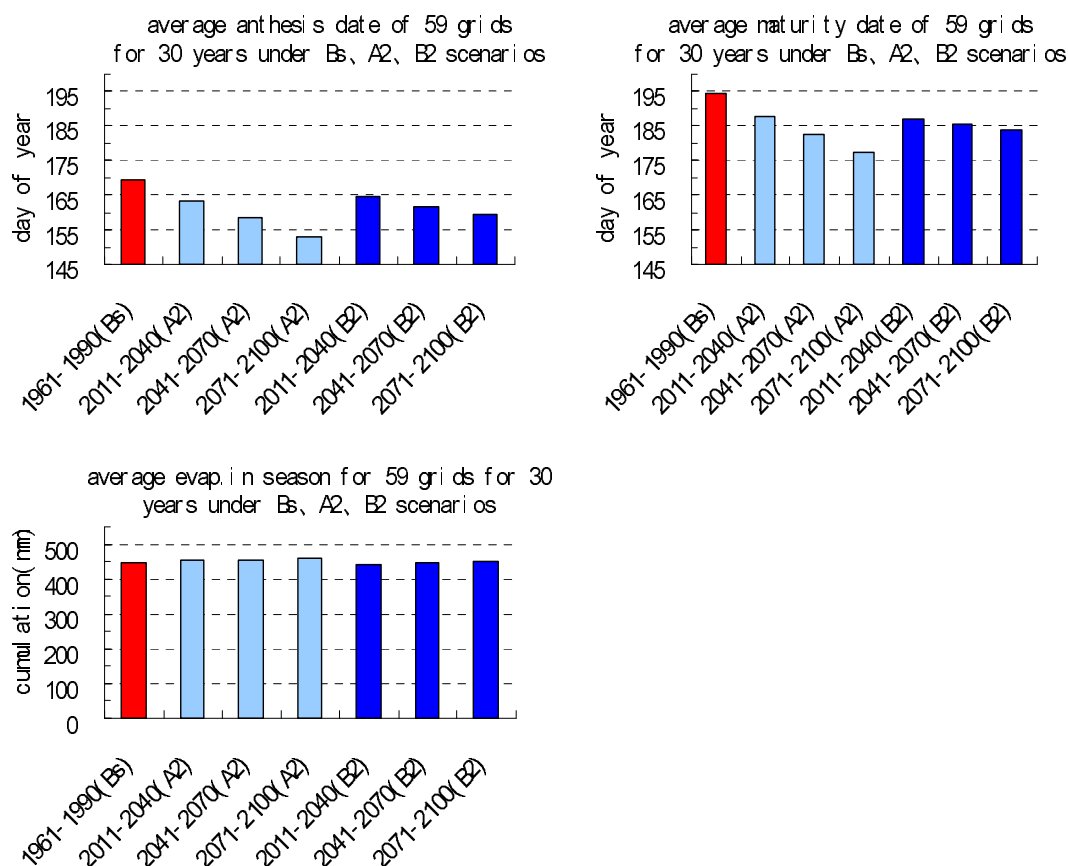 average anthesis date of 59 grids
for 30 years under Bs、A2、B2 scenarios
195
185
175
165
155
145
day of year
1961-1990(Bs)
2011-2040(A2)
2041-2070(A2)
2071-2100(A2)
2011-2040(B2)
2041-2070(B2)
2071-2100(B2)
average maturity date of 59 grids
for 30 years under Bs、A2、B2 scenarios
195
185
175
165
155
145
day of year
1961-1990(Bs)
2011-2040(A2)
2041-2070(A2)
2071-2100(A2)
2011-2040(B2)
2041-2070(B2)
2071-2100(B2)
average evap.in season for 59 grids for 30
years under Bs、A2、B2 scenarios
500
400
300
200
100
0
cumulation(mm)
1961-1990(Bs)
2011-2040(A2)
2041-2070(A2)
2071-2100(A2)
2011-2040(B2)
2041-2070(B2)
2071-2100(B2)